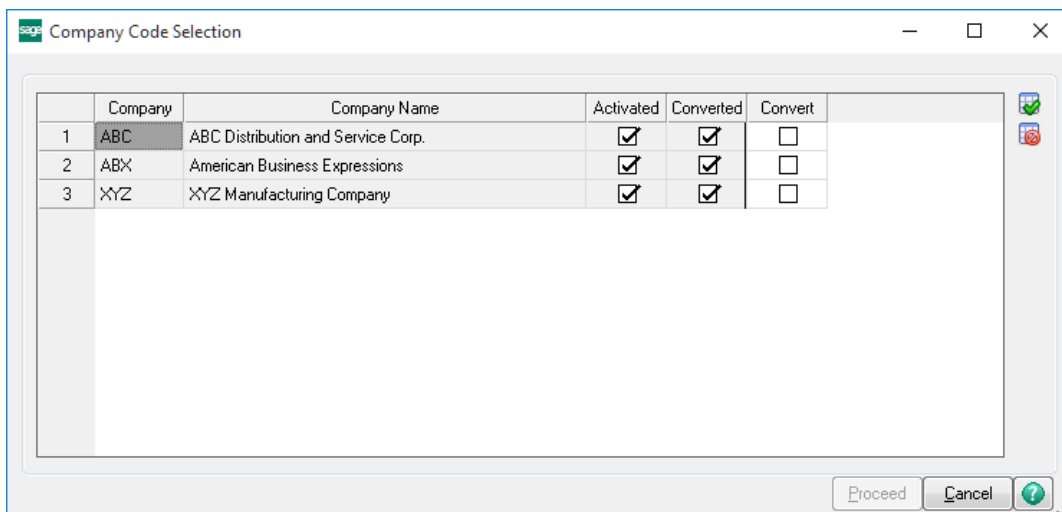 sage Company Code Selection
Company Company Name Activated Converted Convert
1 ABC ABC Distribution and Service Corp.
2 ABX American Business Expressions
3 XYZ XYZ Manufacturing Company
Proceed Cancel ?